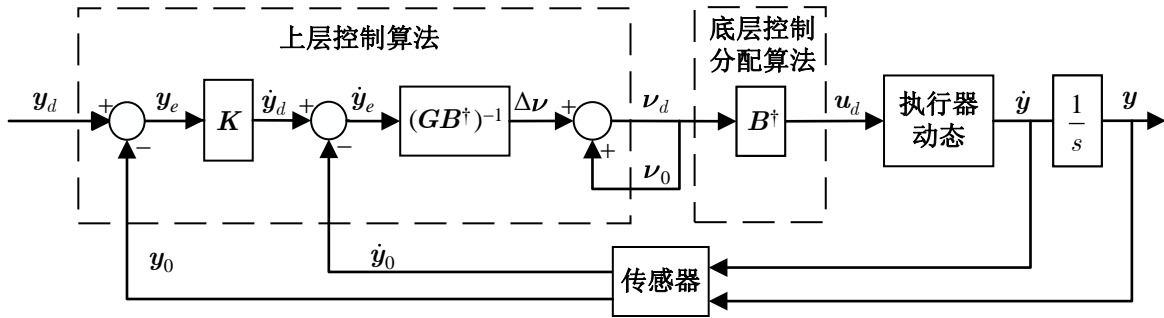 上层控制算法
底层控制
分配算法
y_d
+
−
y_e
K
ẏ_d
+
−
ẏ_e
(GB†)⁻¹
Δν
+
+
ν_d
ν_0
B†
u_d
执行器
动态
ẏ
1
s
y
y_0
ẏ_0
传感器